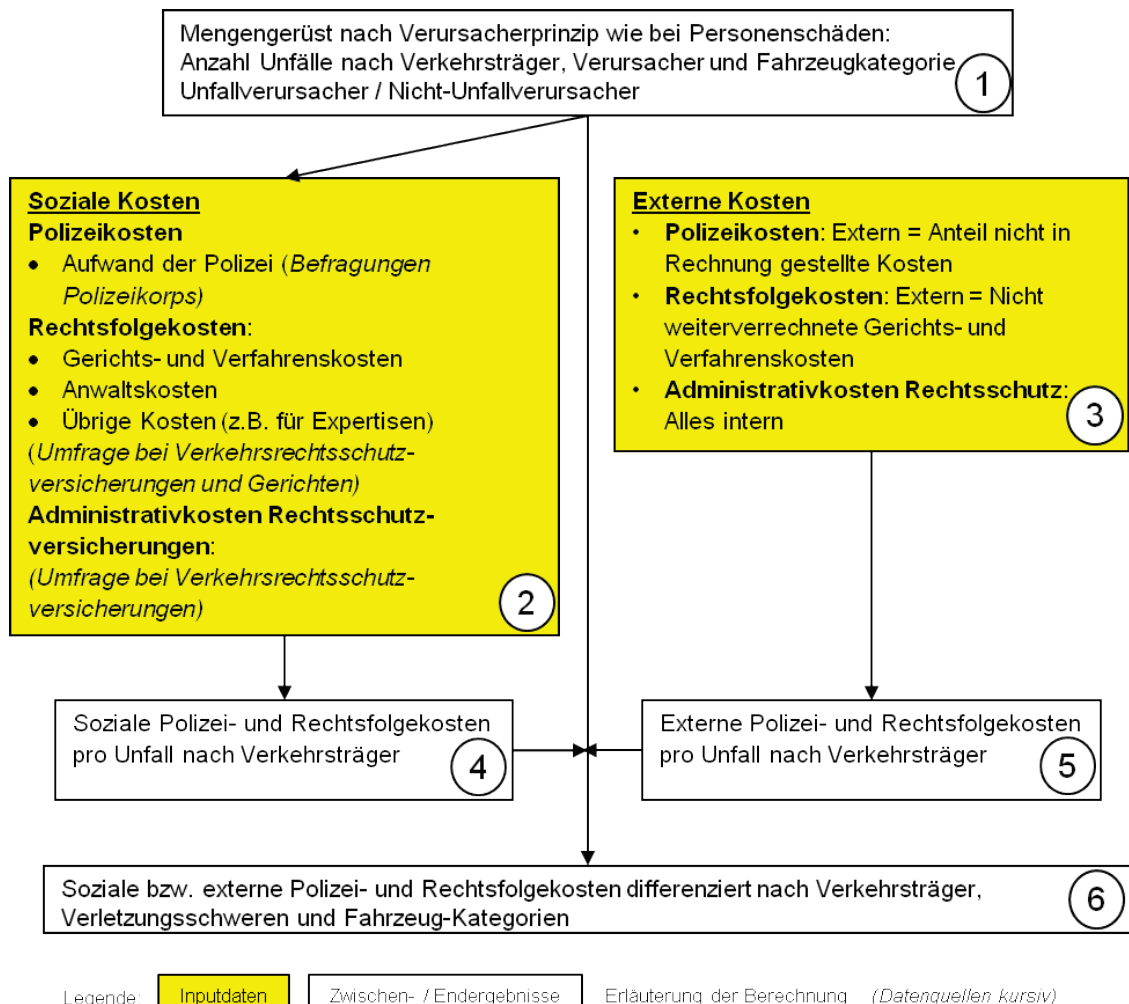 Mengengerüst nach Verursacherprinzip wie bei Personenschäden:
Anzahl Unfälle nach Verkehrsträger, Verursacher und Fahrzeugkategorie
Unfallverursacher / Nicht-Unfallverursacher
1
Soziale Kosten
Polizeikosten
• Aufwand der Polizei (Befragungen
Polizeikorps)
Rechtsfolgekosten:
• Gerichts- und Verfahrenskosten
• Anwaltskosten
• Übrige Kosten (z.B. für Expertisen)
(Umfrage bei Verkehrsrechtsschutz-
versicherungen und Gerichten)
Administrativkosten Rechtsschutz-
versicherungen:
(Umfrage bei Verkehrsrechtsschutz-
versicherungen)
2
Externe Kosten
• Polizeikosten: Extern = Anteil nicht in
Rechnung gestellte Kosten
• Rechtsfolgekosten: Extern = Nicht
weiterverrechnete Gerichts- und
Verfahrenskosten
• Administrativkosten Rechtsschutz:
Alles intern
3
Soziale Polizei- und Rechtsfolgekosten
pro Unfall nach Verkehrsträger
4
Externe Polizei- und Rechtsfolgekosten
pro Unfall nach Verkehrsträger
5
Soziale bzw. externe Polizei- und Rechtsfolgekosten differenziert nach Verkehrsträger,
Verletzungsschweren und Fahrzeug-Kategorien
6
Legende: Inputdaten Zwischen- / Endergebnisse Erläuterung der Berechnung (Datenquellen kursiv)